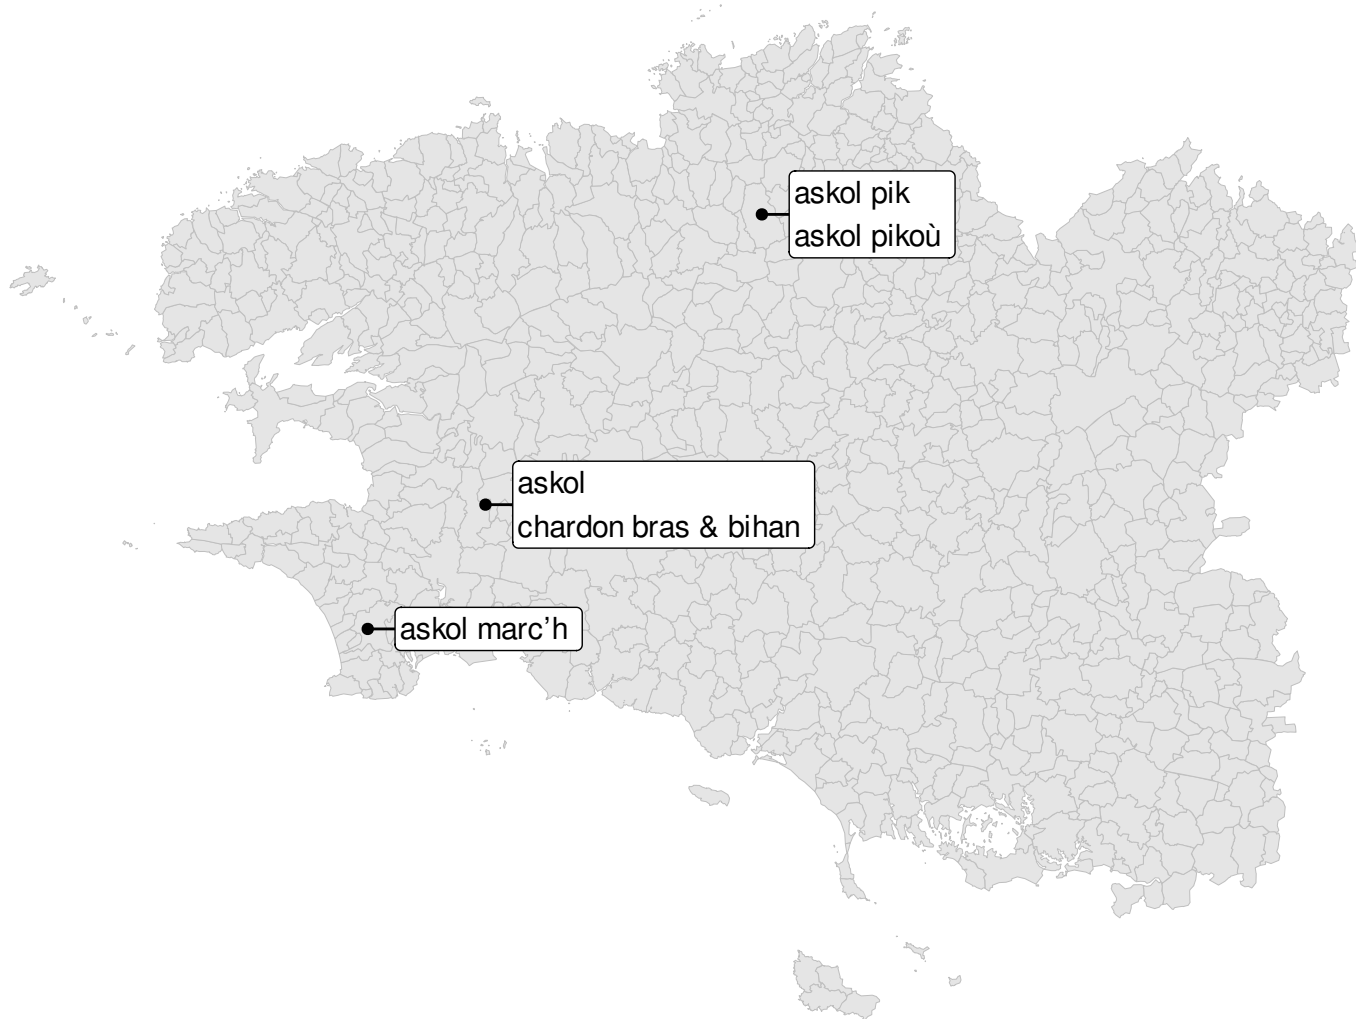 askol pik
askol pikoù
askol
chardon bras & bihan
askol marc’h